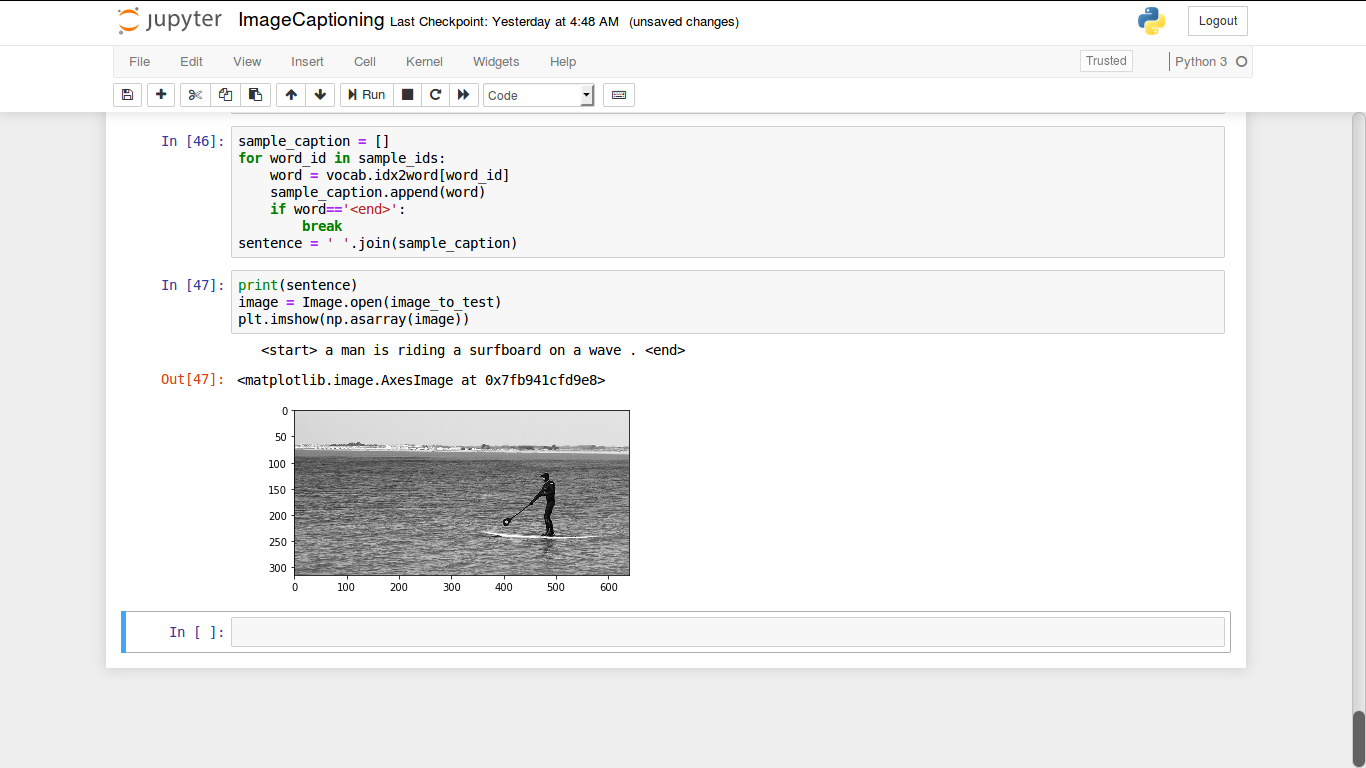 jupyter ImageCaptioning Last Checkpoint: Yesterday at 4:48 AM (unsaved changes) Logout
File Edit View Insert Cell Kernel Widgets Help Trusted Python 3
Run Code
In [46]: sample_caption = []
for word_id in sample_ids:
    word = vocab.idx2word[word_id]
    sample_caption.append(word)
    if word=='<end>':
        break
sentence = ' '.join(sample_caption)
In [47]: print(sentence)
image = Image.open(image_to_test)
plt.imshow(np.asarray(image))
<start> a man is riding a surfboard on a wave . <end>
Out[47]: <matplotlib.image.AxesImage at 0x7fb941cfd9e8>
0
50
100
150
200
250
300
0 100 200 300 400 500 600
In [ ]: